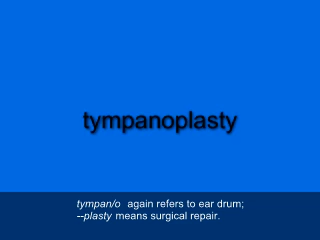 tympanoplasty
tympan/o again refers to ear drum;
--plasty means surgical repair.